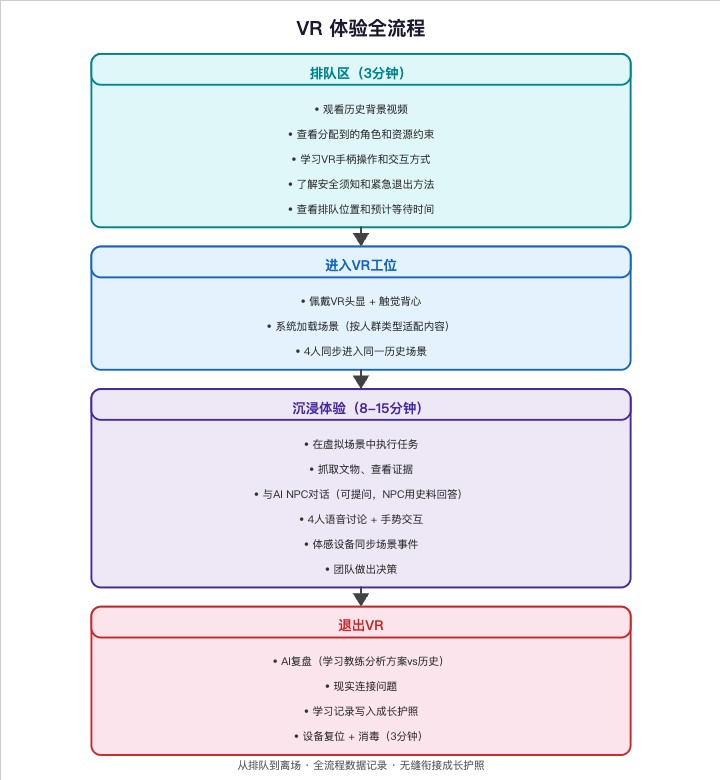 VR 体验全流程
排队区（3分钟）
• 观看历史背景视频
• 查看分配到的角色和资源约束
• 学习VR手柄操作和交互方式
• 了解安全须知和紧急退出方法
• 查看排队位置和预计等待时间
进入VR工位
• 佩戴VR头显 + 触觉背心
• 系统加载场景（按人群类型适配内容）
• 4人同步进入同一历史场景
沉浸体验（8–15分钟）
• 在虚拟场景中执行任务
• 抓取文物、查看证据
• 与AI NPC对话（可提问，NPC用史料回答）
• 4人语音讨论 + 手势交互
• 体感设备同步场景事件
• 团队做出决策
退出VR
• AI复盘（学习教练分析方案vs历史）
• 现实连接问题
• 学习记录写入成长护照
• 设备复位 + 消毒（3分钟）
从排队到离场 · 全流程数据记录 · 无缝衔接成长护照